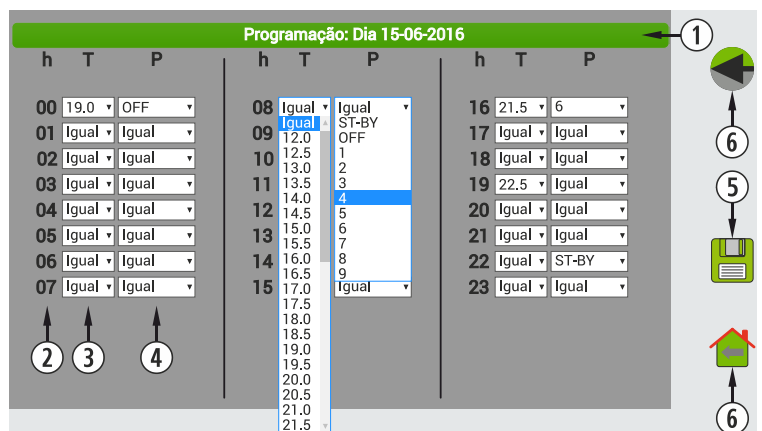 Programação: Dia 15-06-2016
1
h T P
h T P
h T P
00 19.0 OFF
01 Igual Igual
02 Igual Igual
03 Igual Igual
04 Igual Igual
05 Igual Igual
06 Igual Igual
07 Igual Igual
2
3
4
08 Igual Igual
09
10
11
12
13
14
15 Igual
Igual
12.0
12.5
13.0
13.5
14.0
14.5
15.0
15.5
16.0
16.5
17.0
17.5
18.0
18.5
19.0
19.5
20.0
20.5
21.0
21.5
ST-BY
OFF
1
2
3
4
5
6
7
8
9
16 21.5 6
17 Igual Igual
18 Igual Igual
19 22.5 Igual
20 Igual Igual
21 Igual Igual
22 Igual ST-BY
23 Igual Igual
6
5
6